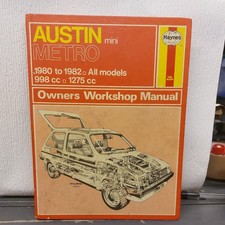 AUSTIN mini
METRO
Haynes
1980 to 1982 □ All models
998 cc □ 1275 cc
Owners Workshop Manual